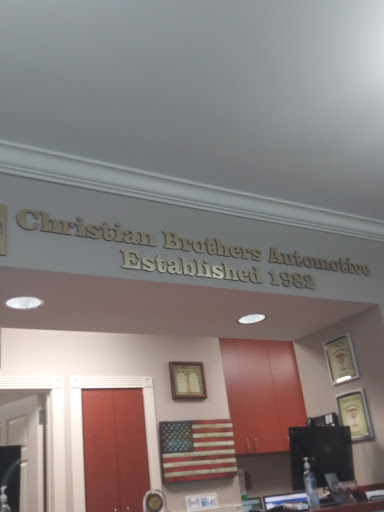 Christian Brothers Automotive
Established 1982